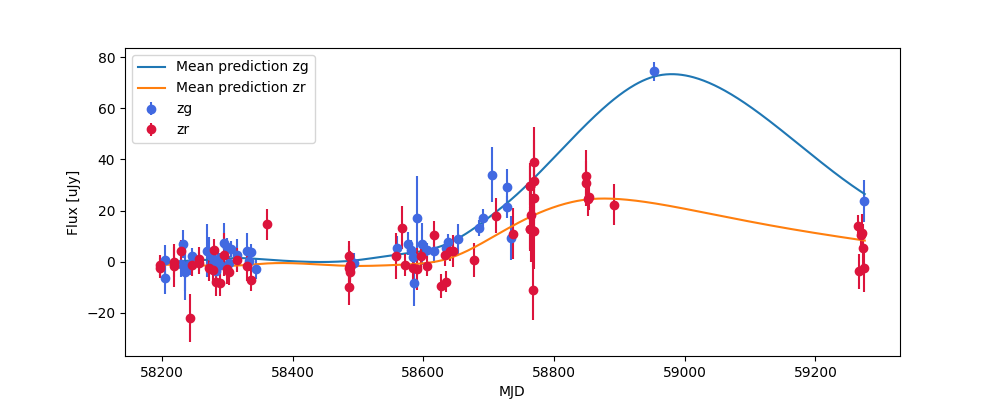 Mean prediction zg
Mean prediction zr
zg
zr
Flux [uJy]
80
60
40
20
0
−20
58200 58400 58600 58800 59000 59200
MJD